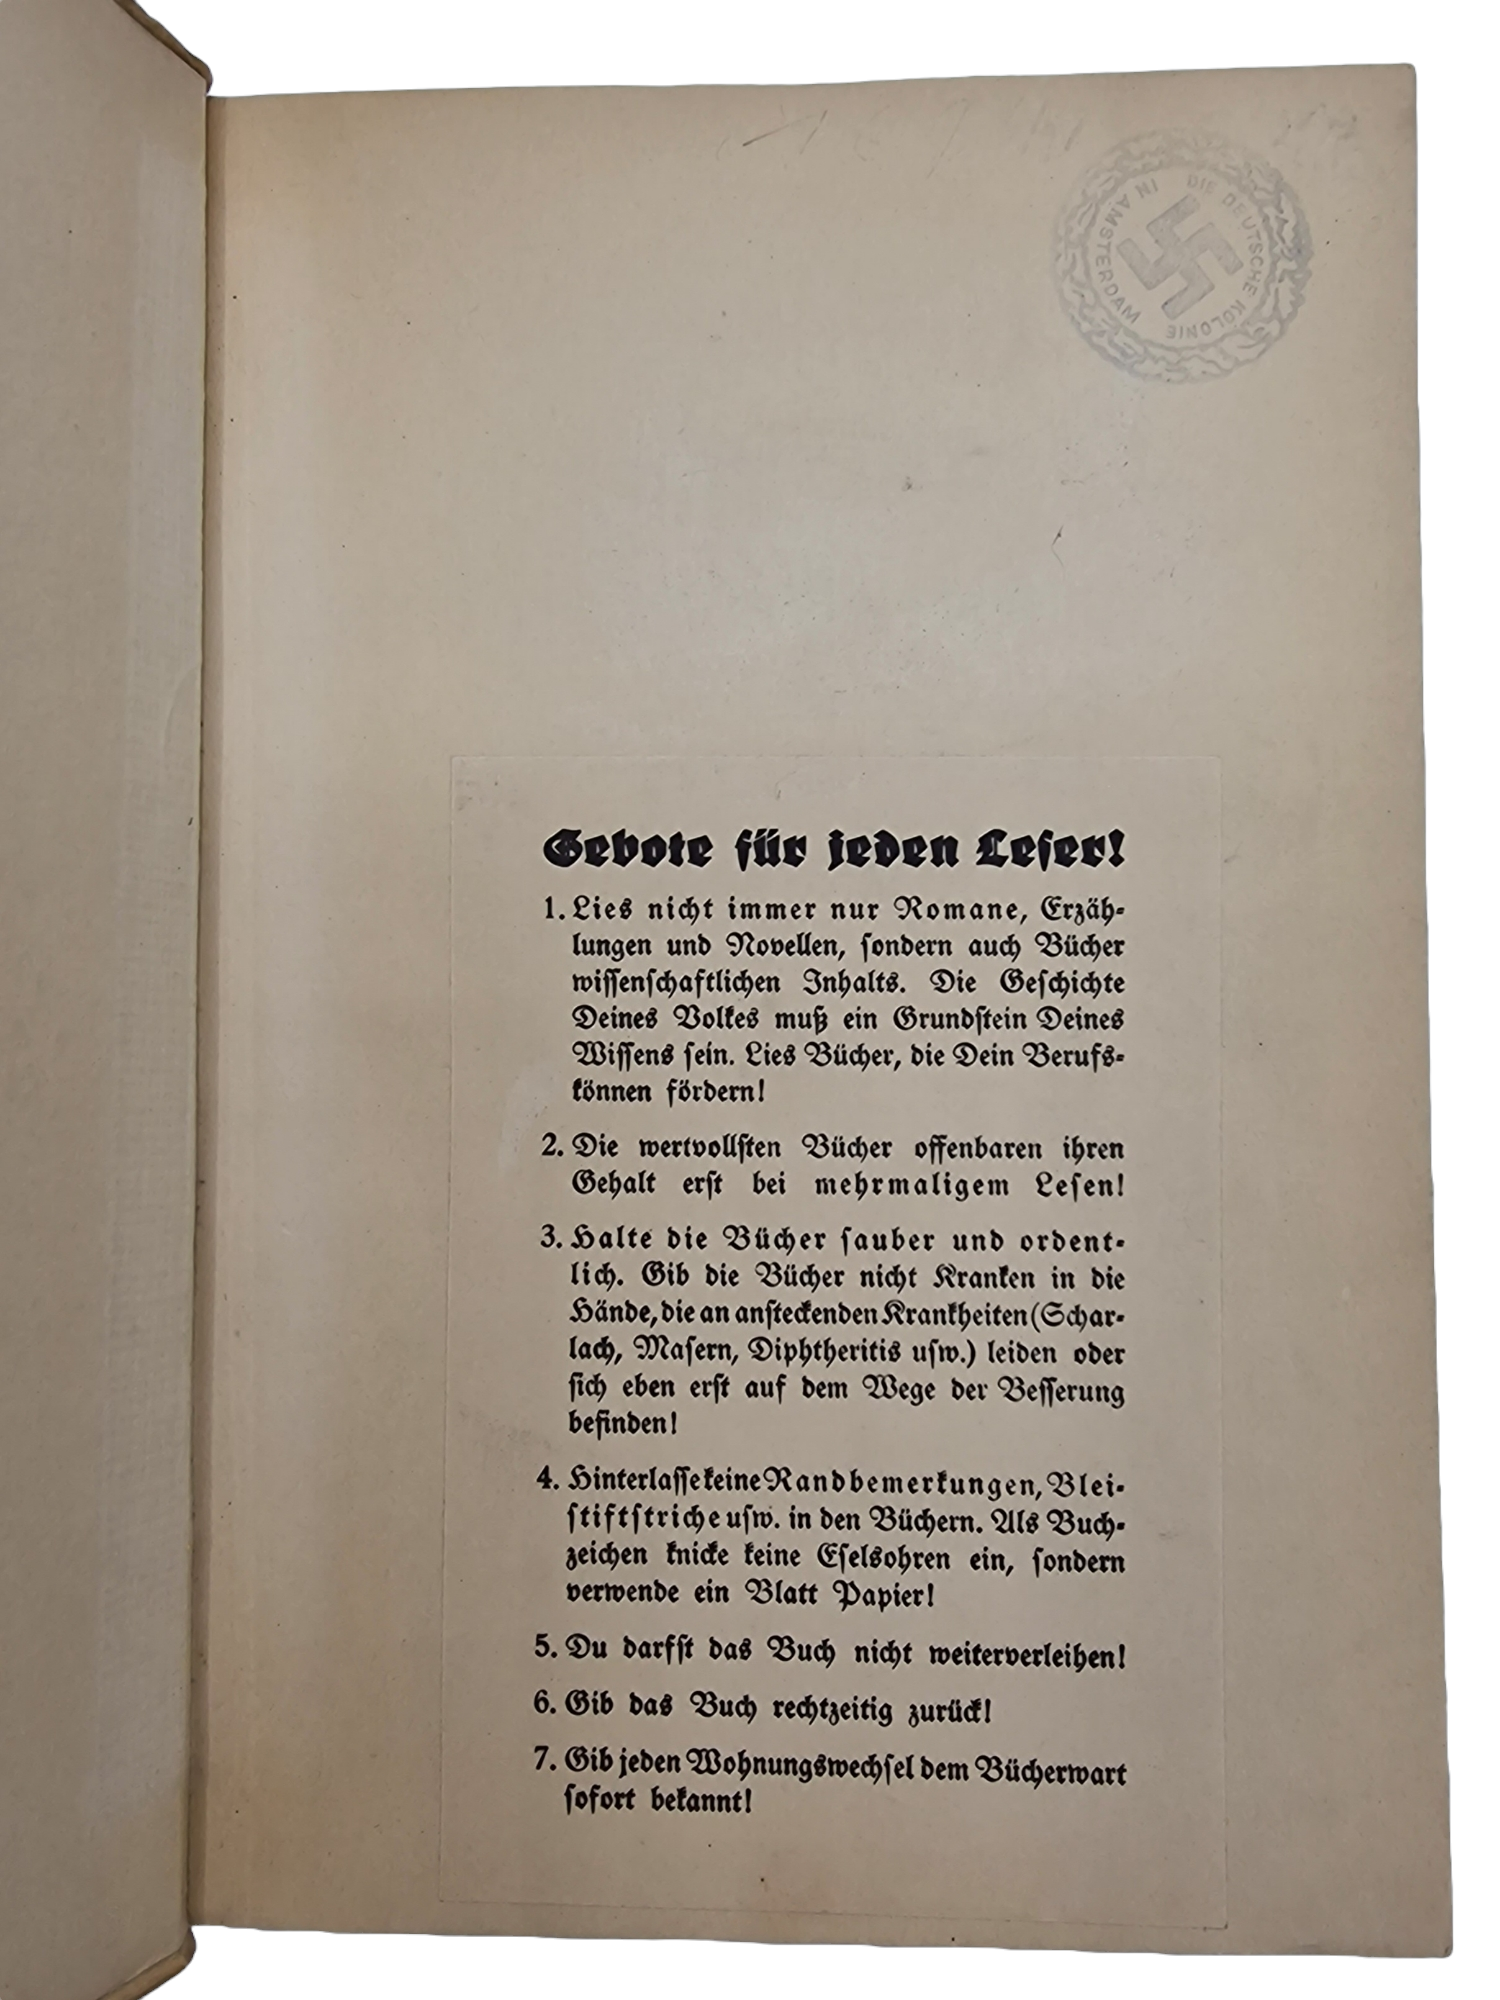 DIE DEUTSCHE KOLONIE
IN AMSTERDAM
Gebote für jeden Leser!
1. Lies nicht immer nur Romane, Erzäh-
lungen und Novellen, sondern auch Bücher
wissenschaftlichen Inhalts. Die Geschichte
Deines Volkes muß ein Grundstein Deines
Wissens sein. Lies Bücher, die Dein Berufs-
können fördern!
2. Die wertvollsten Bücher offenbaren ihren
Gehalt erst bei mehrmaligem Lesen!
3. Halte die Bücher sauber und ordent-
lich. Gib die Bücher nicht Kranken in die
Hände, die an ansteckenden Krankheiten (Schar-
lach, Masern, Diphtheritis usw.) leiden oder
sich eben erst auf dem Wege der Besserung
befinden!
4. Hinterlasse keine Randbemerkungen, Blei-
stiftstriche usw. in den Büchern. Als Buch-
zeichen knicke keine Eselsohren ein, sondern
verwende ein Blatt Papier!
5. Du darfst das Buch nicht weiterverleihen!
6. Gib das Buch rechtzeitig zurück!
7. Gib jeden Wohnungswechsel dem Bücherwart
sofort bekannt!